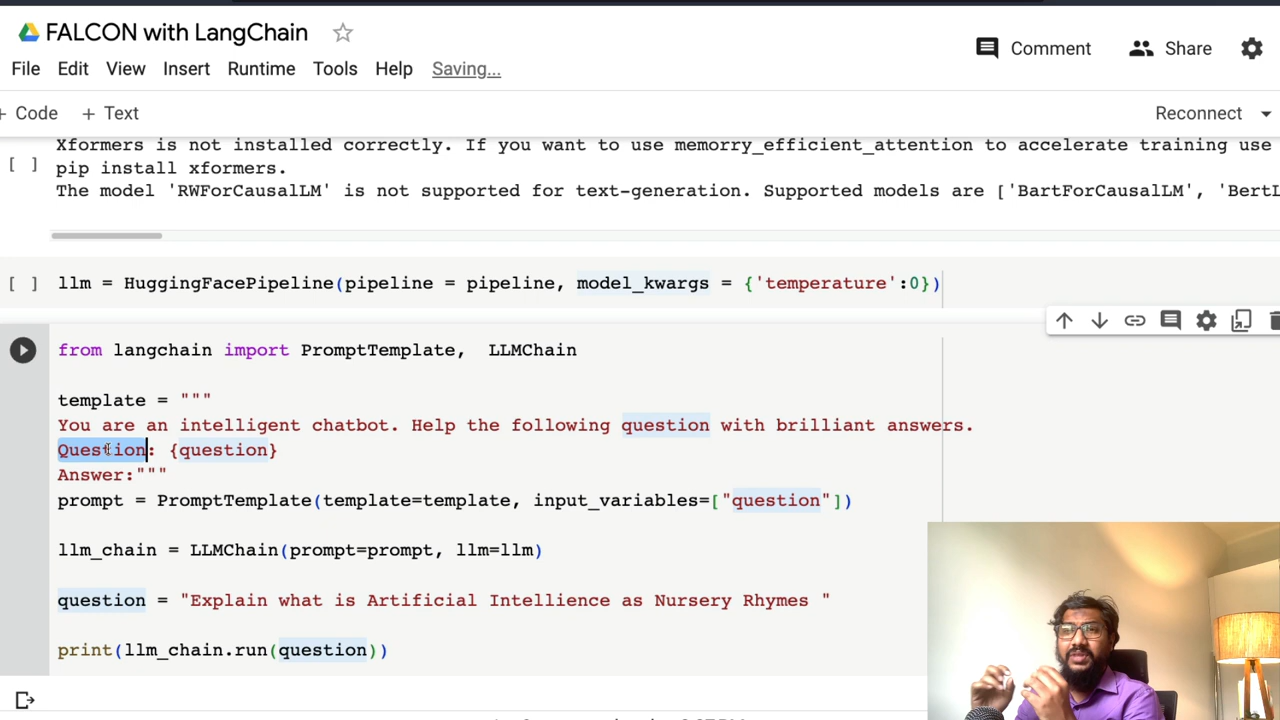 FALCON with LangChain
File Edit View Insert Runtime Tools Help Saving...
Comment Share
+ Code + Text
Reconnect
Xformers is not installed correctly. If you want to use memorry_efficient_attention to accelerate training use
[ ] pip install xformers.
The model 'RWForCausalLM' is not supported for text-generation. Supported models are ['BartForCausalLM', 'BertL
[ ] llm = HuggingFacePipeline(pipeline = pipeline, model_kwargs = {'temperature':0})
from langchain import PromptTemplate, LLMChain
template = """
You are an intelligent chatbot. Help the following question with brilliant answers.
Question: {question}
Answer:"""
prompt = PromptTemplate(template=template, input_variables=["question"])
llm_chain = LLMChain(prompt=prompt, llm=llm)
question = "Explain what is Artificial Intellience as Nursery Rhymes "
print(llm_chain.run(question))